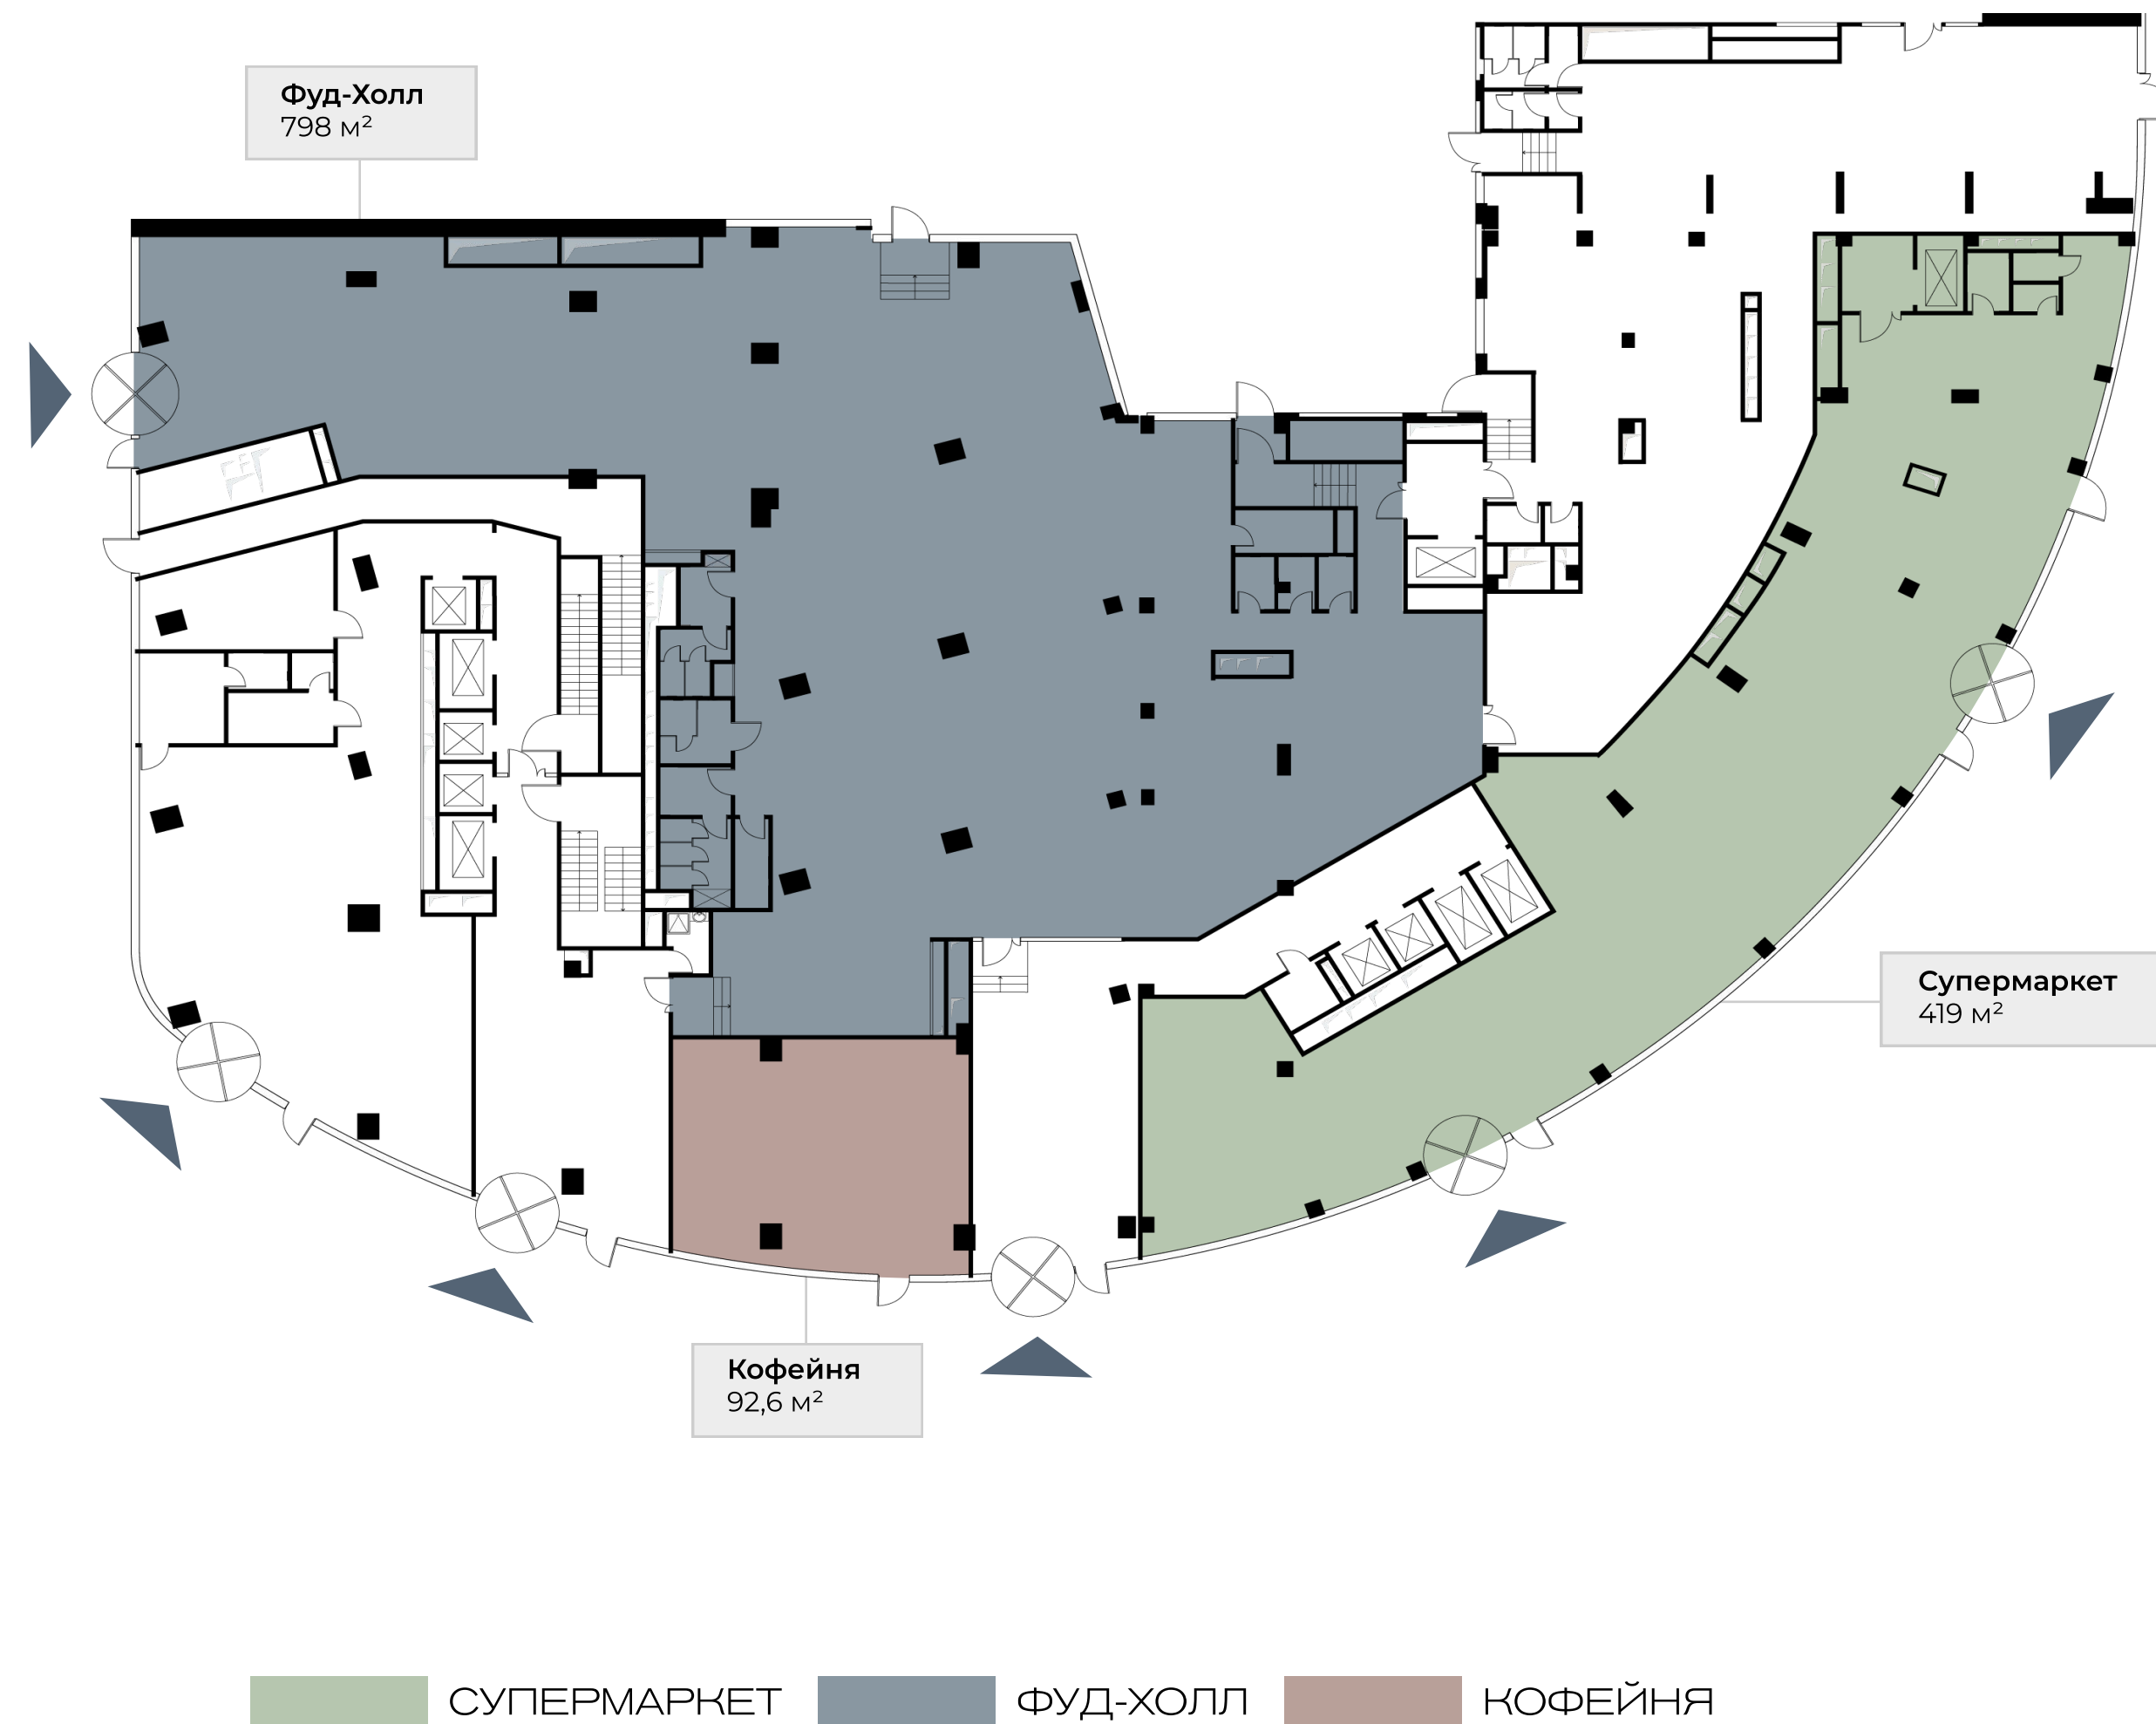 Фуд-Холл
798 м²
Супермаркет
419 м²
Кофейня
92,6 м²
СУПЕРМАРКЕТ
ФУД-ХОЛЛ
КОФЕЙНЯ